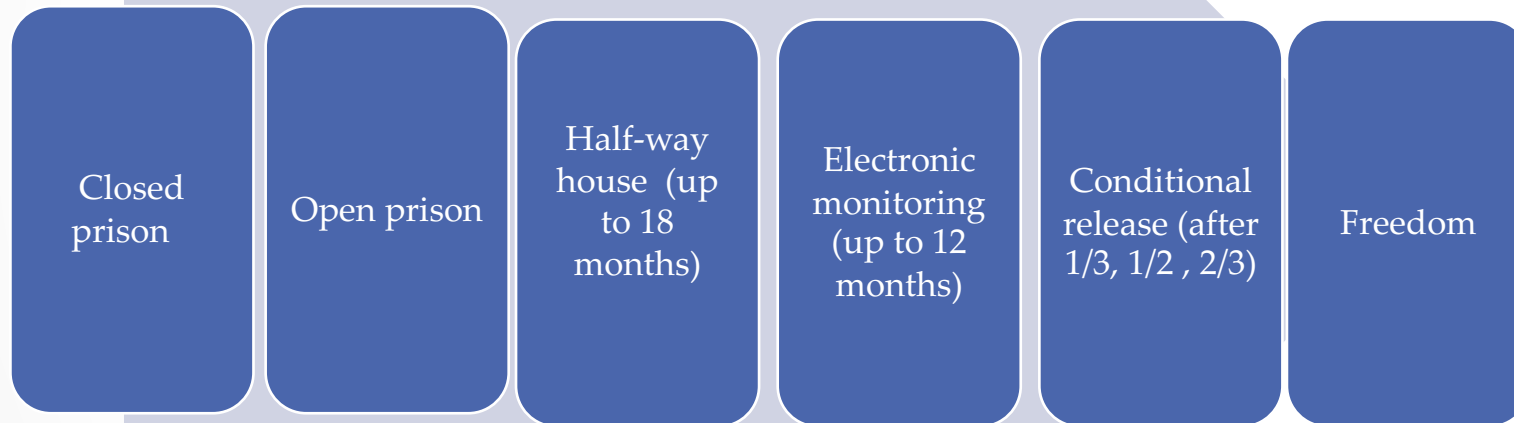 Closed
prison
Open prison
Half-way
house (up
to 18
months)
Electronic
monitoring
(up to 12
months)
Conditional
release (after
1/3, 1/2 , 2/3)
Freedom